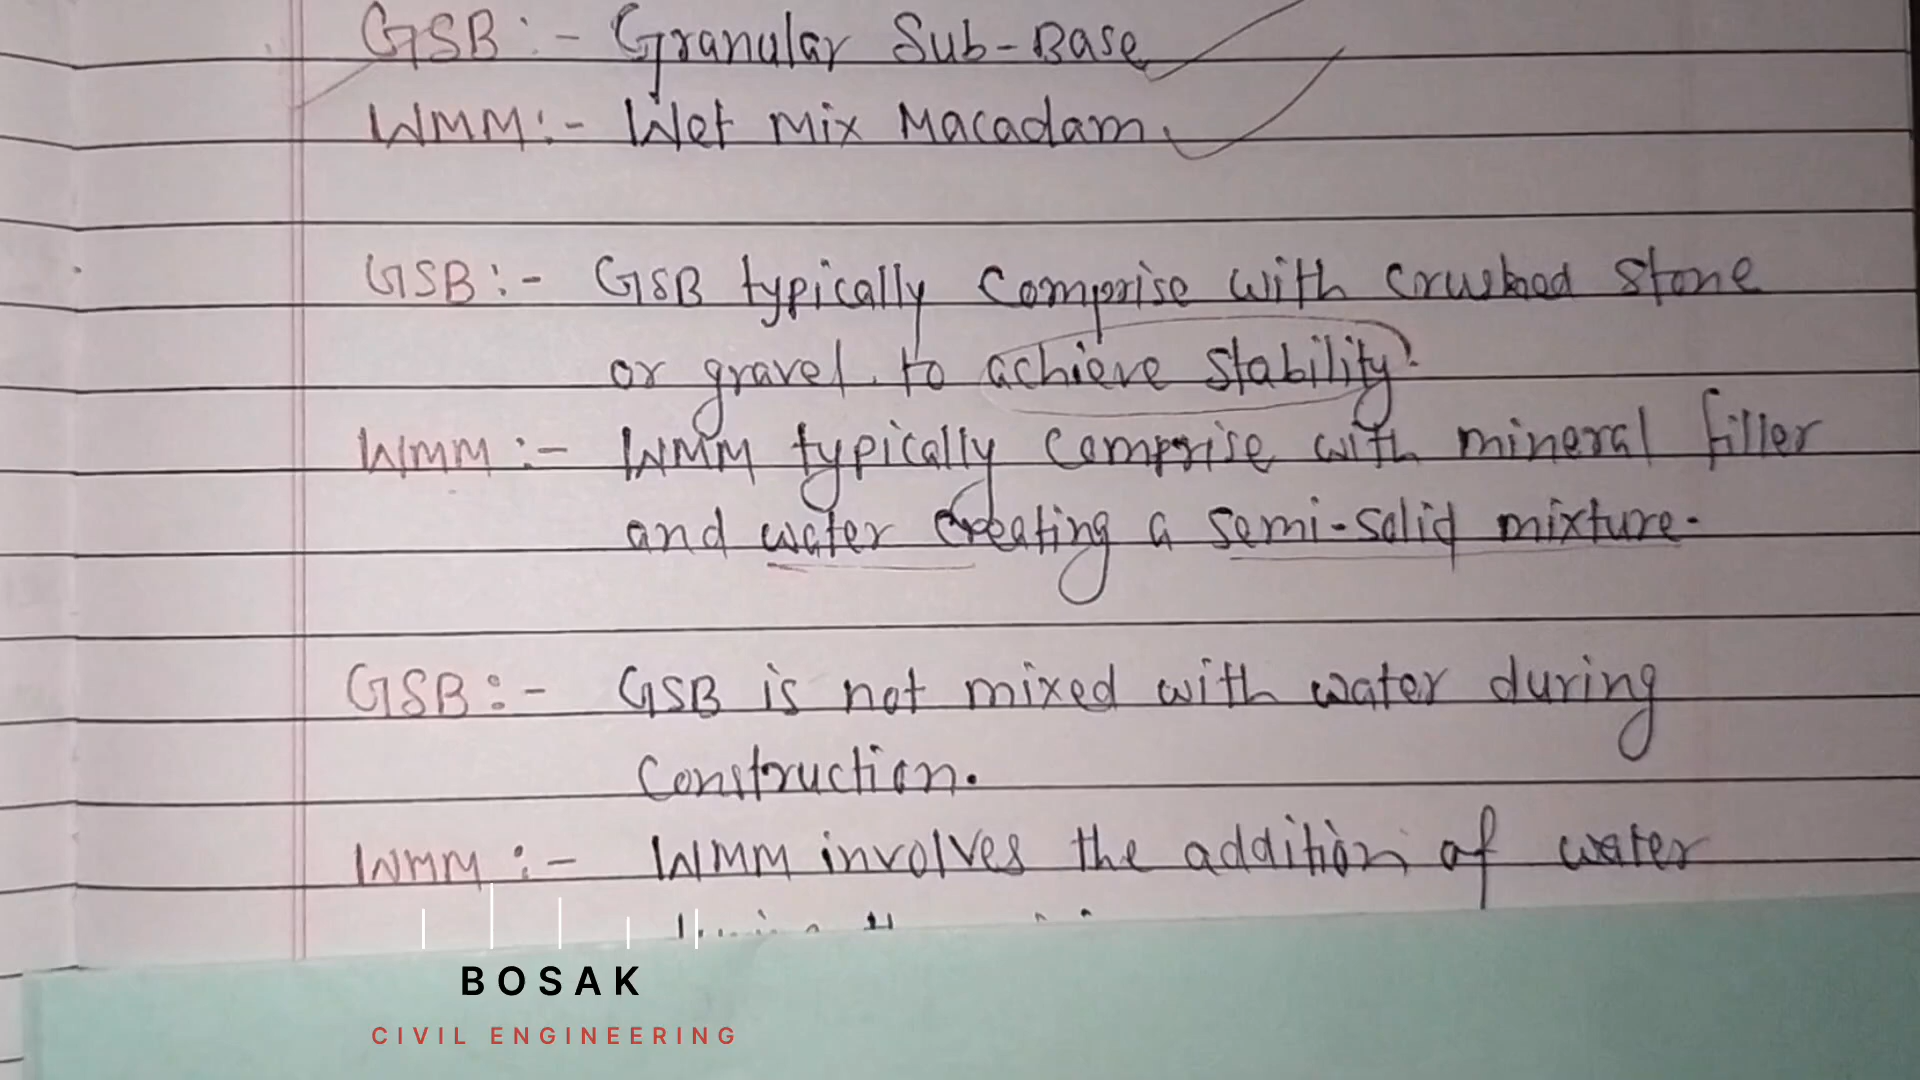 GSB :- Granular Sub-Base
WMM :- Wet Mix Macadam.
GSB :- GSB typically Comprise with Crushed Stone
or gravel. to achieve stability.
WMM :- WMM typically Comprise with mineral filler
and water creating a semi-solid mixture.
GSB :- GSB is not mixed with water during
Construction.
WMM :- WMM involves the addition of water
BOSAK
CIVIL ENGINEERING